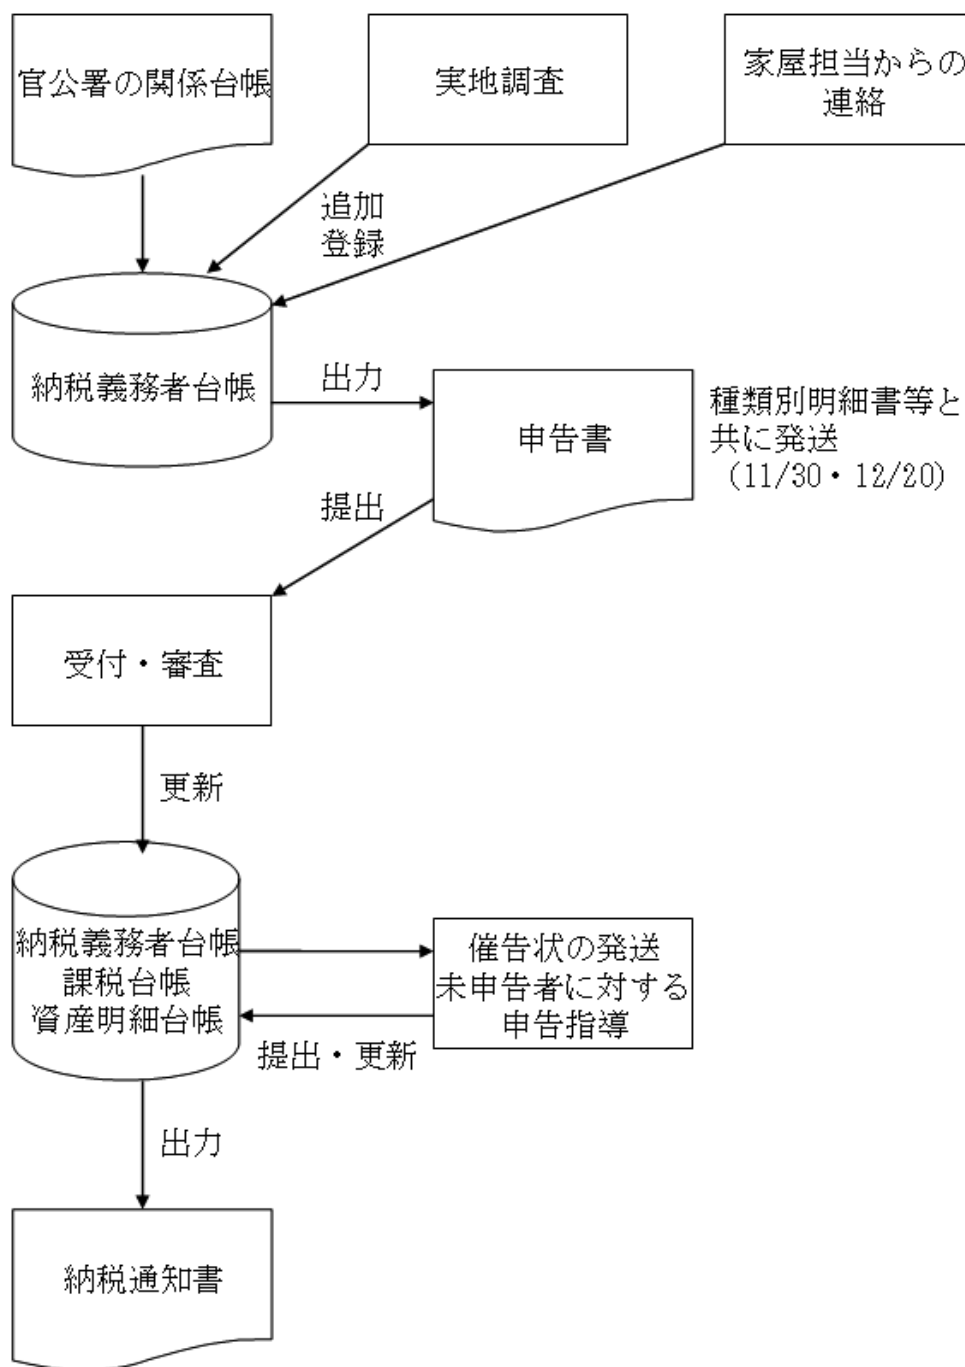 官公署の関係台帳
実地調査
家屋担当からの
連絡
追加
登録
納税義務者台帳
出力
申告書
種類別明細書等と
共に発送
(11/30・12/20)
提出
受付・審査
更新
納税義務者台帳
課税台帳
資産明細台帳
催告状の発送
未申告者に対する
申告指導
提出・更新
出力
納税通知書